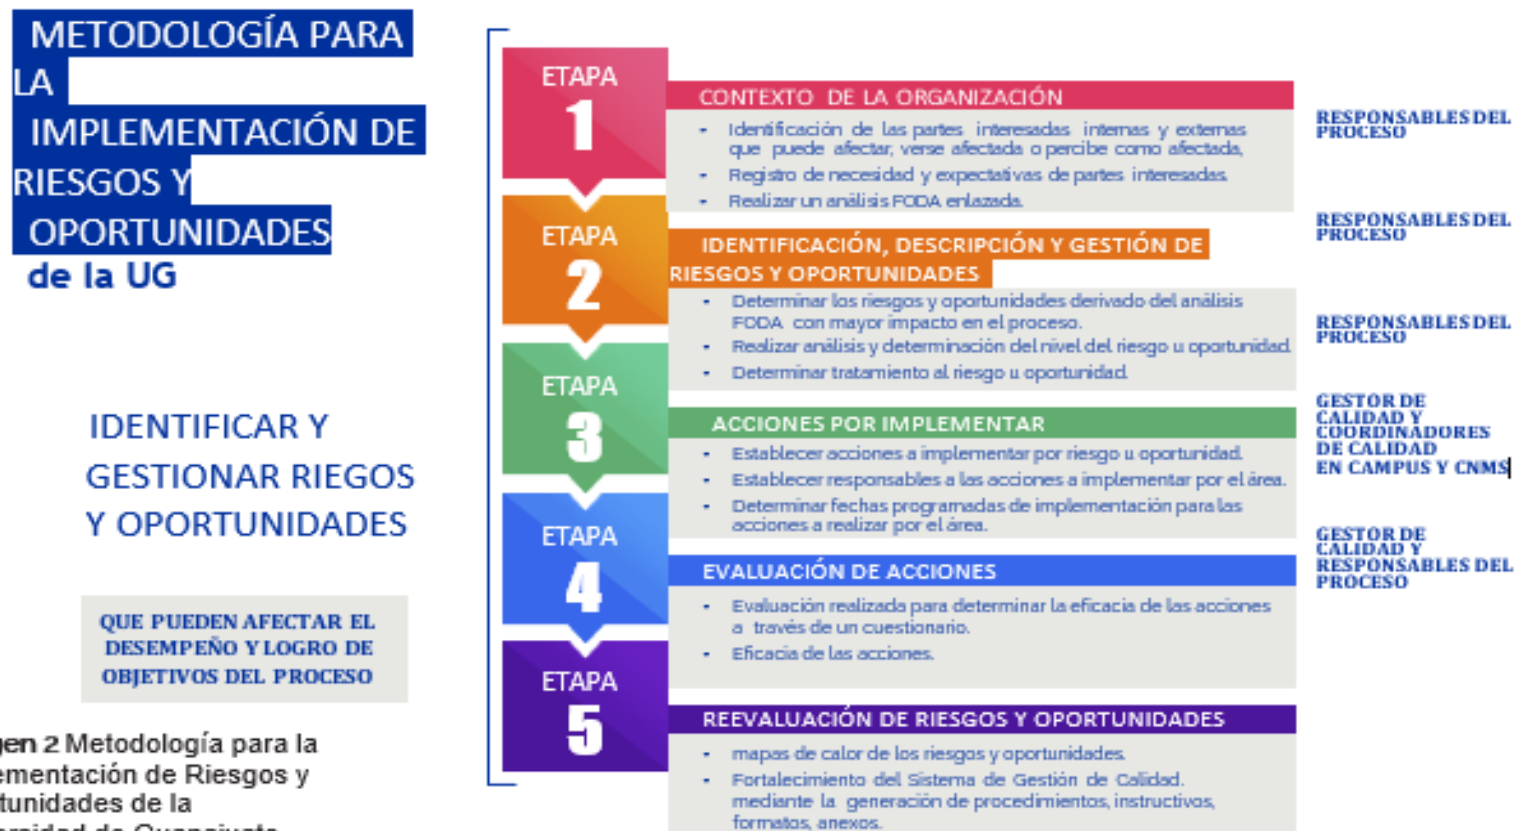 METODOLOGÍA PARA
LA
IMPLEMENTACIÓN DE
RIESGOS Y
OPORTUNIDADES
de la UG
IDENTIFICAR Y
GESTIONAR RIEGOS
Y OPORTUNIDADES
QUE PUEDEN AFECTAR EL
DESEMPEÑO Y LOGRO DE
OBJETIVOS DEL PROCESO
2 Metodología para la
Riesgos y
de la
ETAPA
1
CONTEXTO DE LA ORGANIZACIÓN
- Identificación de las partes interesadas internas y externas
que puede afectar, verse afectada o percibe como afectada,
- Registro de necesidad y expectativas de partes interesadas.
- Realizar un análisis FODA enlazada.
ETAPA
2
IDENTIFICACIÓN, DESCRIPCIÓN Y GESTIÓN DE
RIESGOS Y OPORTUNIDADES
- Determinar los riesgos y oportunidades derivado del análisis
FODA con mayor impacto en el proceso.
- Realizar análisis y determinación del nivel del riesgo u oportunidad.
- Determinar tratamiento al riesgo u oportunidad.
ETAPA
3
ACCIONES POR IMPLEMENTAR
- Establecer acciones a implementar por riesgo u oportunidad.
- Establecer responsables a las acciones a implementar por el área.
- Determinar fechas programadas de implementación para las
acciones a realizar por el área.
ETAPA
4
EVALUACIÓN DE ACCIONES
- Evaluación realizada para determinar la eficacia de las acciones
a través de un cuestionario.
- Eficacia de las acciones.
ETAPA
5
REEVALUACIÓN DE RIESGOS Y OPORTUNIDADES
- mapas de calor de los riesgos y oportunidades.
- Fortalecimiento del Sistema de Gestión de Calidad.
mediante la generación de procedimientos, instructivos,
formatos, anexos.
RESPONSABLES DEL
PROCESO
RESPONSABLES DEL
PROCESO
RESPONSABLES DEL
PROCESO
GESTOR DE
CALIDAD Y
COORDINADORES
DE CALIDAD
EN CAMPUS Y CNMS
GESTOR DE
CALIDAD Y
RESPONSABLES DEL
PROCESO